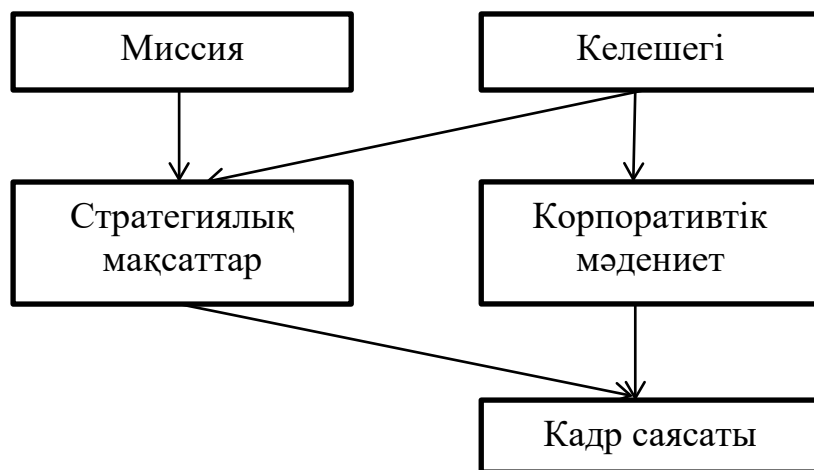 Миссия
Келешегі
Стратегиялық
мақсаттар
Корпоративтік
мәдениет
Кадр саясаты